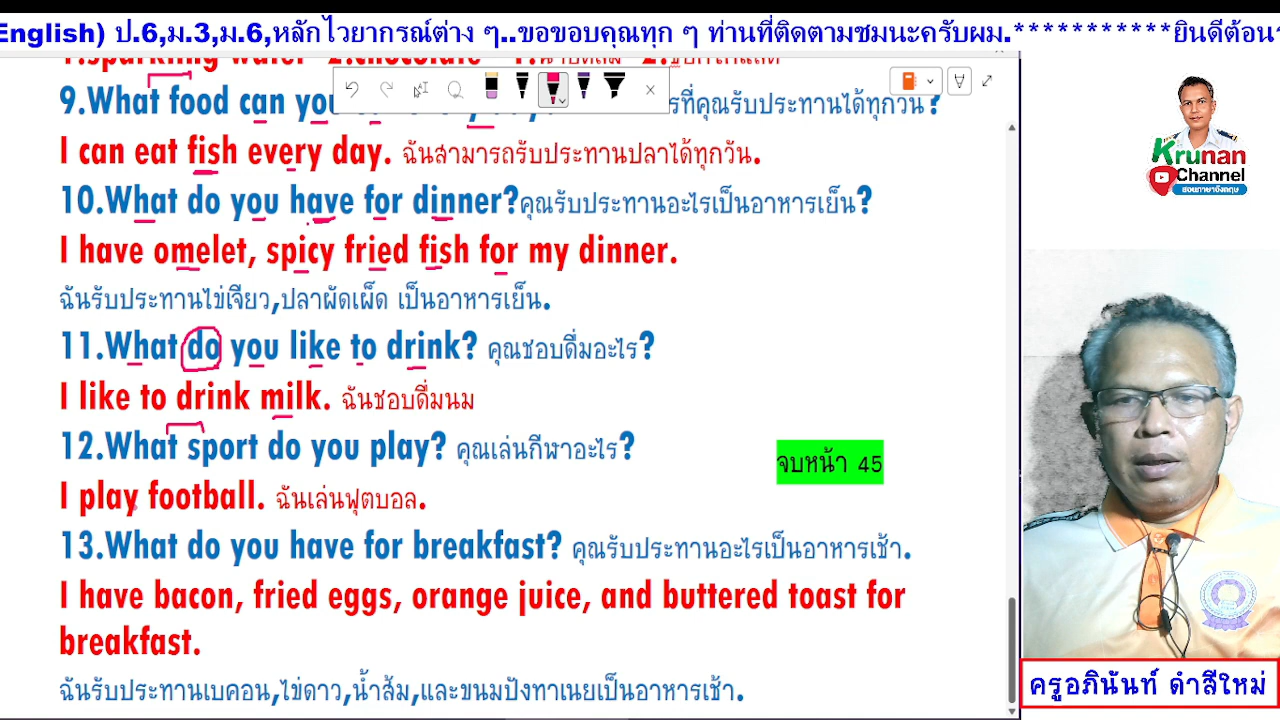 English) ป.6,ม.3,ม.6,หลักไวยากรณ์ต่าง ๆ..ขอขอบคุณทุก ๆ ท่านที่ติดตามชมนะครับผม.***********ยินดีต้อนร
9.What food can you รที่คุณรับประทานได้ทุกวัน?
I can eat fish every day. ฉันสามารถรับประทานปลาได้ทุกวัน.
10.What do you have for dinner?คุณรับประทานอะไรเป็นอาหารเย็น?
I have omelet, spicy fried fish for my dinner.
ฉันรับประทานไข่เจียว,ปลาผัดเผ็ด เป็นอาหารเย็น.
11.What do you like to drink? คุณชอบดื่มอะไร?
I like to drink milk. ฉันชอบดื่มนม
12.What sport do you play? คุณเล่นกีฬาอะไร?
จบหน้า 45
I play football. ฉันเล่นฟุตบอล.
13.What do you have for breakfast? คุณรับประทานอะไรเป็นอาหารเช้า.
I have bacon, fried eggs, orange juice, and buttered toast for
breakfast.
ฉันรับประทานเบคอน,ไข่ดาว,น้ำส้ม,และขนมปังทาเนยเป็นอาหารเช้า.
Krunan
Channel
สอนภาษาอังกฤษ
ครูอภินันท์ ดำสีใหม่